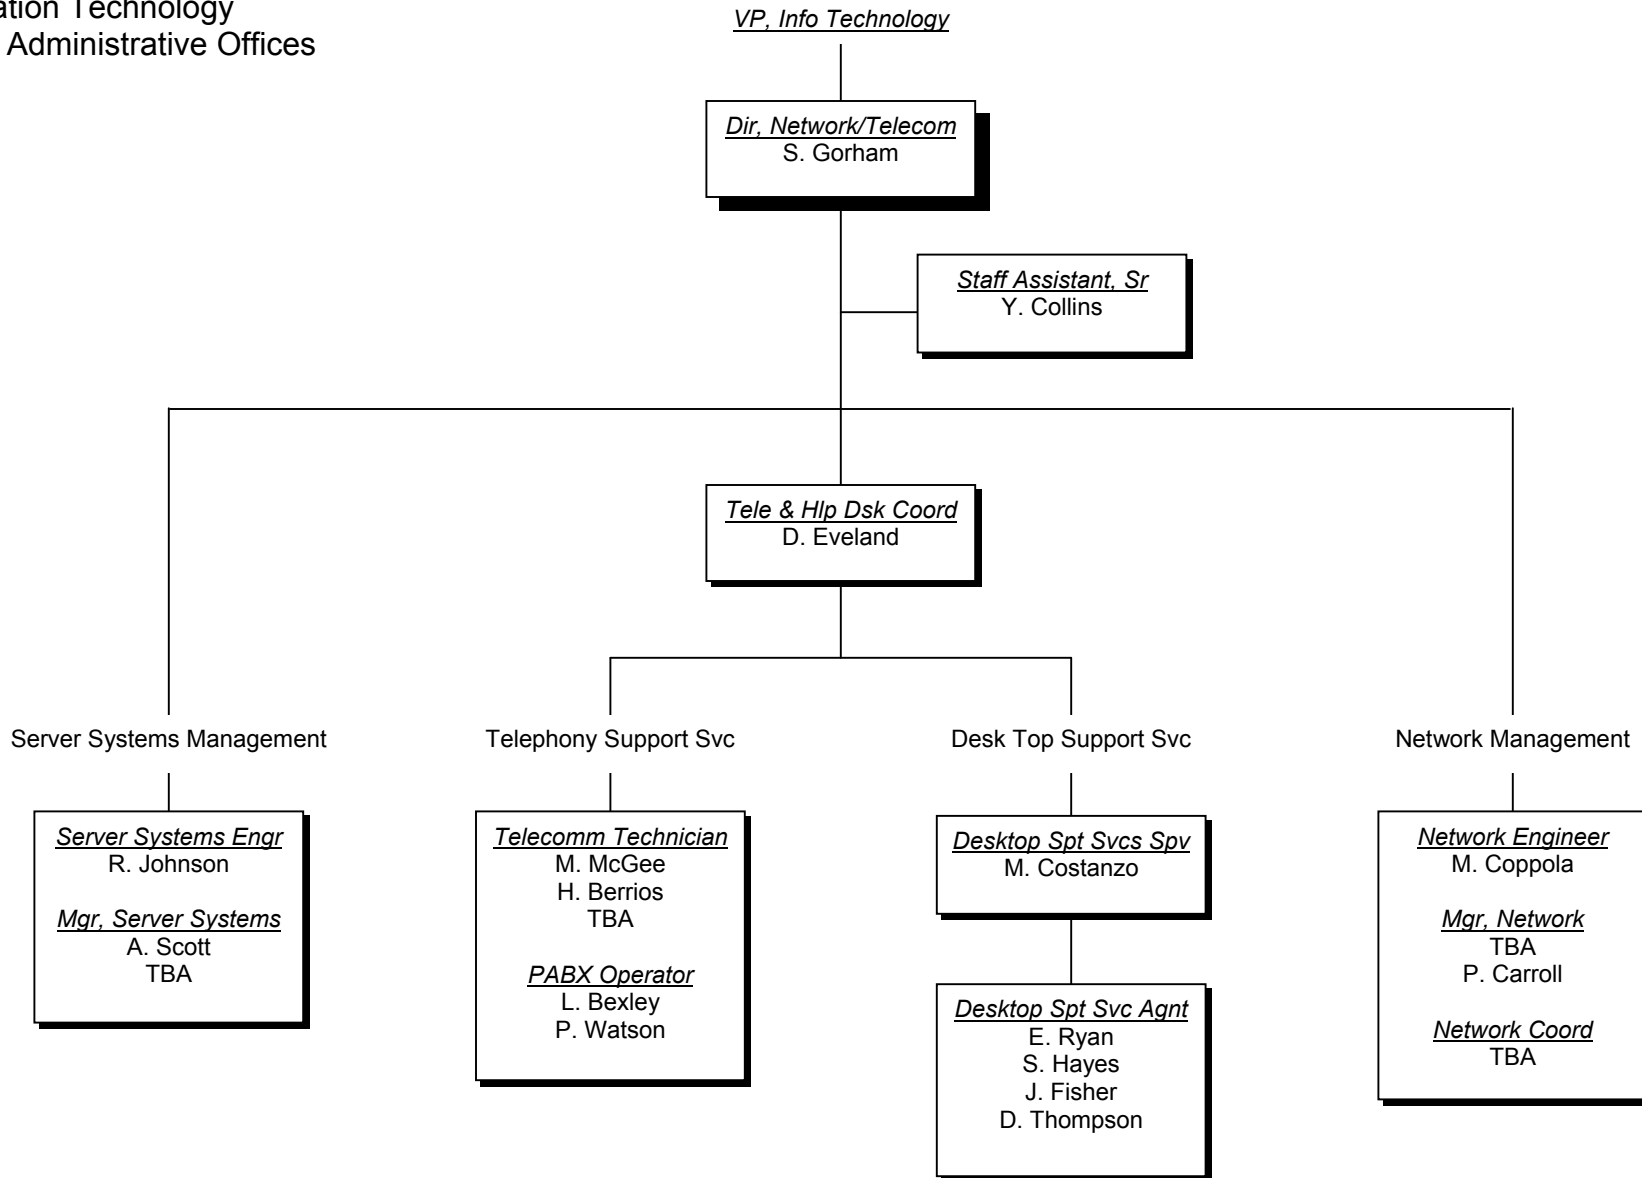 Technology
Administrative Offices
VP, Info Technology
Dir, Network/Telecom
S. Gorham
Staff Assistant, Sr
Y. Collins
Tele & Hlp Dsk Coord
D. Eveland
Server Systems Management
Telephony Support Svc
Desk Top Support Svc
Network Management
Server Systems Engr
R. Johnson
Mgr, Server Systems
A. Scott
TBA
Telecomm Technician
M. McGee
H. Berrios
TBA
PABX Operator
L. Bexley
P. Watson
Desktop Spt Svcs Spv
M. Costanzo
Desktop Spt Svc Agnt
E. Ryan
S. Hayes
J. Fisher
D. Thompson
Network Engineer
M. Coppola
Mgr, Network
TBA
P. Carroll
Network Coord
TBA